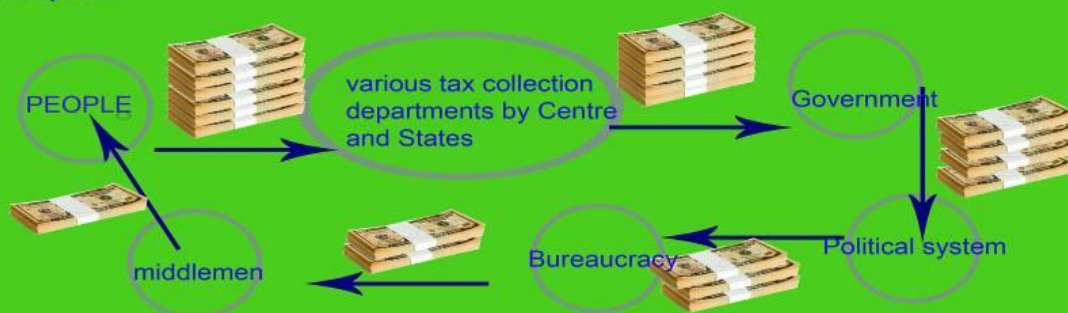 PEOPLE
various tax collection
departments by Centre
and States
Government
Political system
Bureaucracy
middlemen